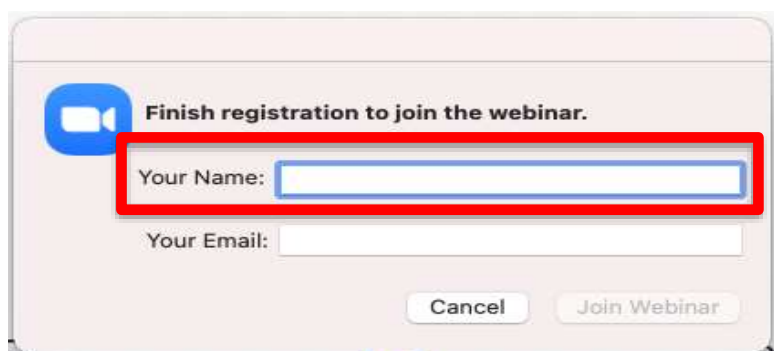 Finish registration to join the webinar.
Your Name:
Your Email:
Cancel Join Webinar